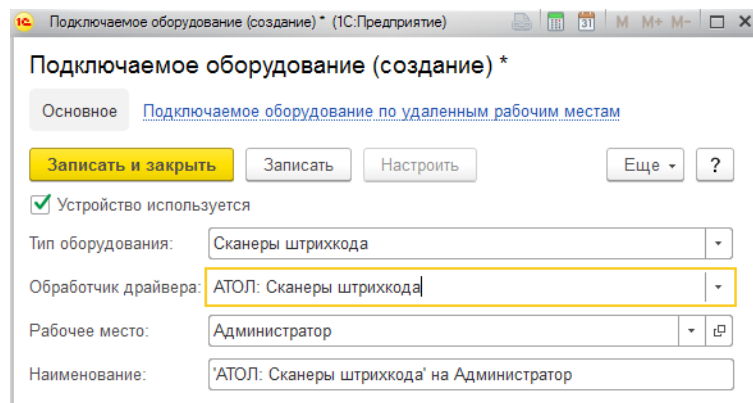 1С Подключаемое оборудование (создание) * (1С:Предприятие) 31 M M+ M-
Подключаемое оборудование (создание) *
Основное Подключаемое оборудование по удаленным рабочим местам
Записать и закрыть Записать Настроить Еще ?
Устройство используется
Тип оборудования: Сканеры штрихкода
Обработчик драйвера: АТОЛ: Сканеры штрихкода
Рабочее место: Администратор
Наименование: 'АТОЛ: Сканеры штрихкода' на Администратор